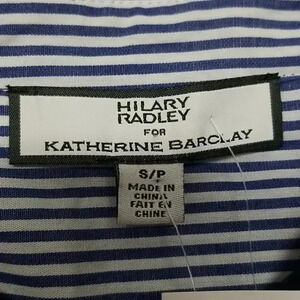 HILARY
RADLEY
FOR
KATHERINE BARCLAY
S/P
MADE IN
CHINA
FAIT EN
CHINE